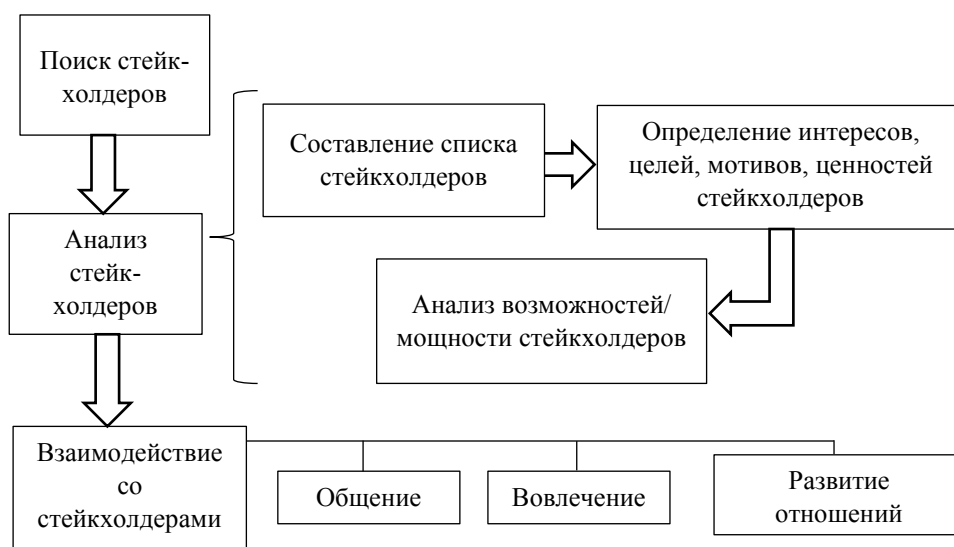 Поиск стейк-
холдеров
Составление списка
стейкхолдеров
Определение интересов,
целей, мотивов, ценностей
стейкхолдеров
Анализ
стейк-
холдеров
Анализ возможностей/
мощности стейкхолдеров
Взаимодействие
со
стейкхолдерами
Общение
Вовлечение
Развитие
отношений